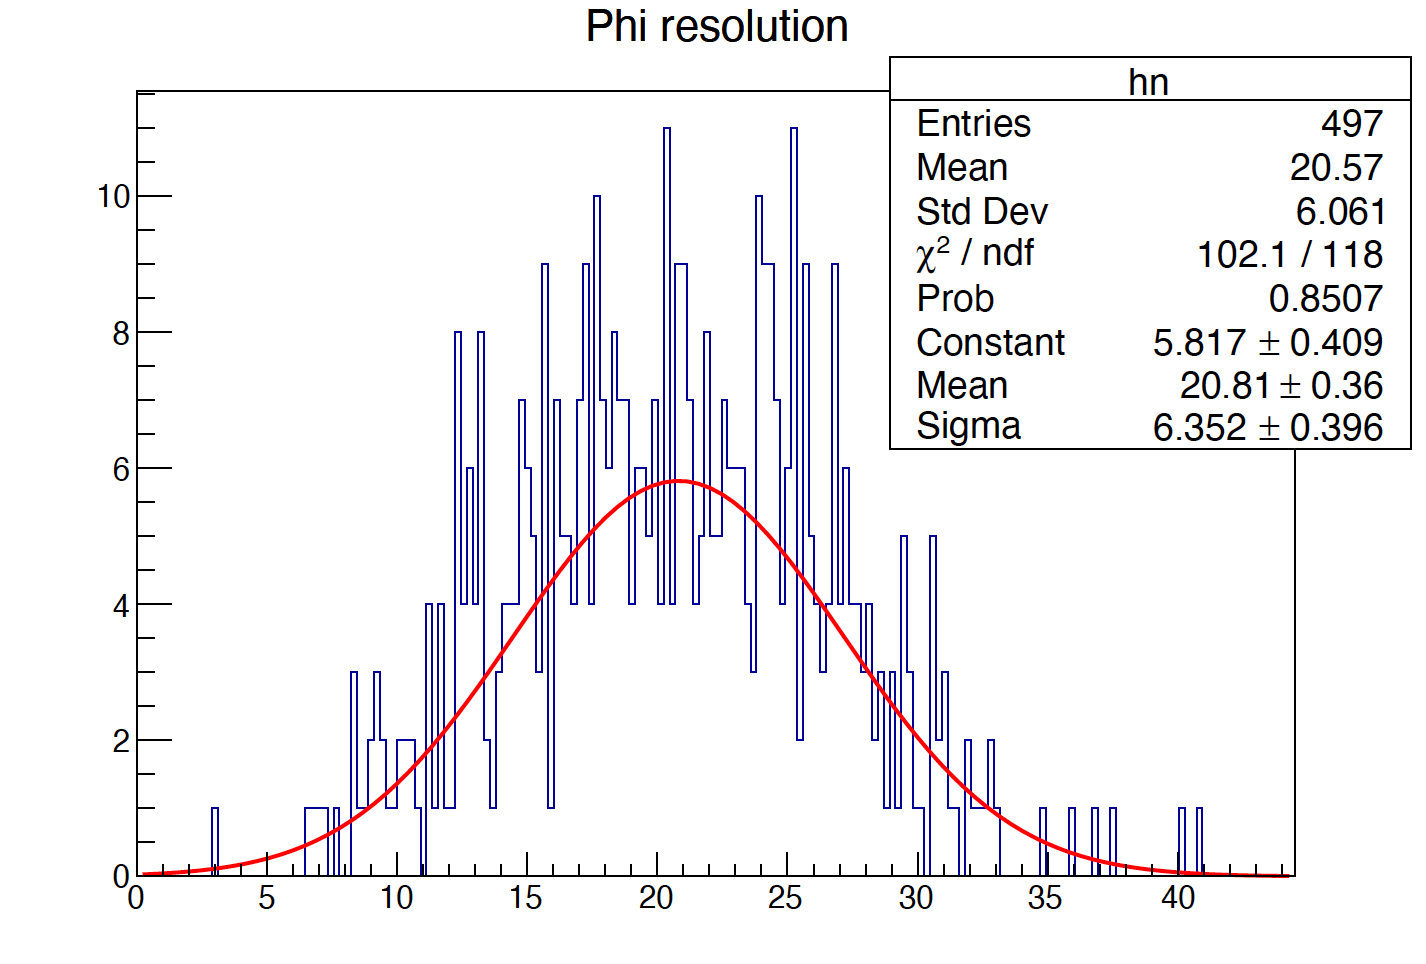 Phi resolution
hn
Entries 497
Mean 20.57
Std Dev 6.061
χ² / ndf 102.1 / 118
Prob 0.8507
Constant 5.817 ± 0.409
Mean 20.81 ± 0.36
Sigma 6.352 ± 0.396
10
8
6
4
2
0
0 5 10 15 20 25 30 35 40